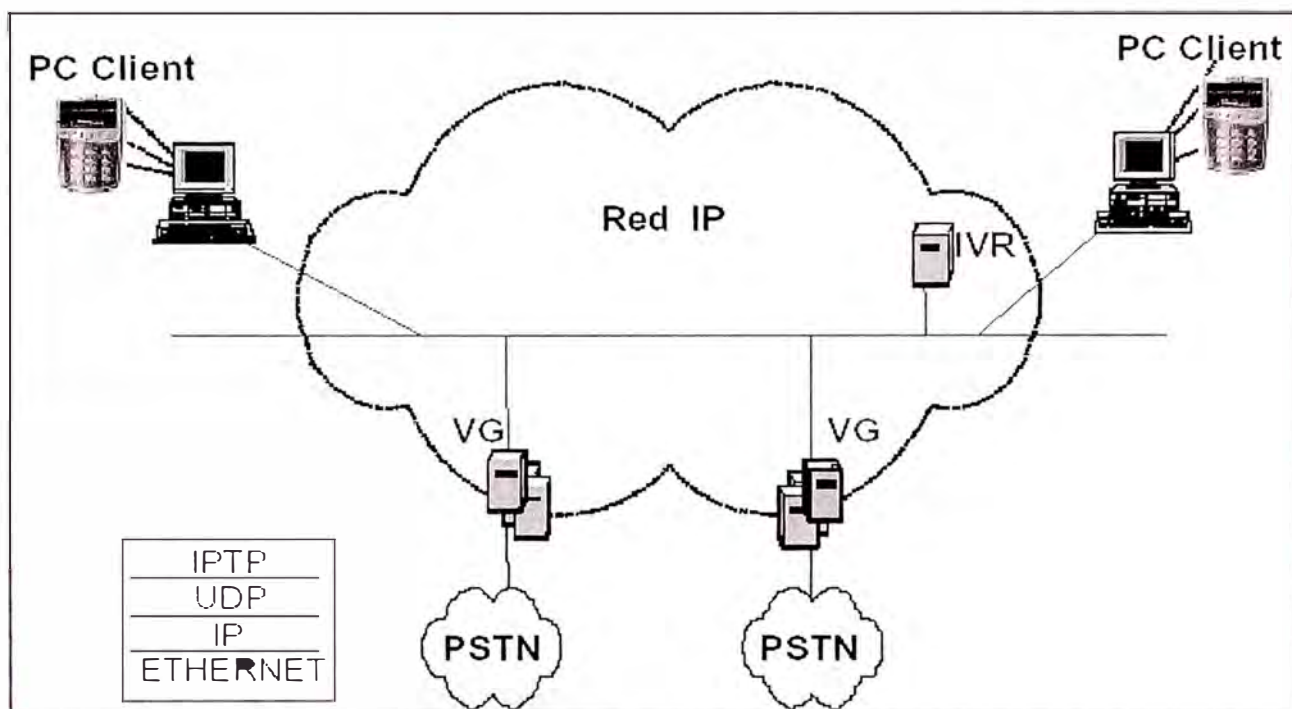 PC Client
PC Client
Red IP
IVR
VG
VG
IPTP
UDP
IP
ETHERNET
PSTN
PSTN